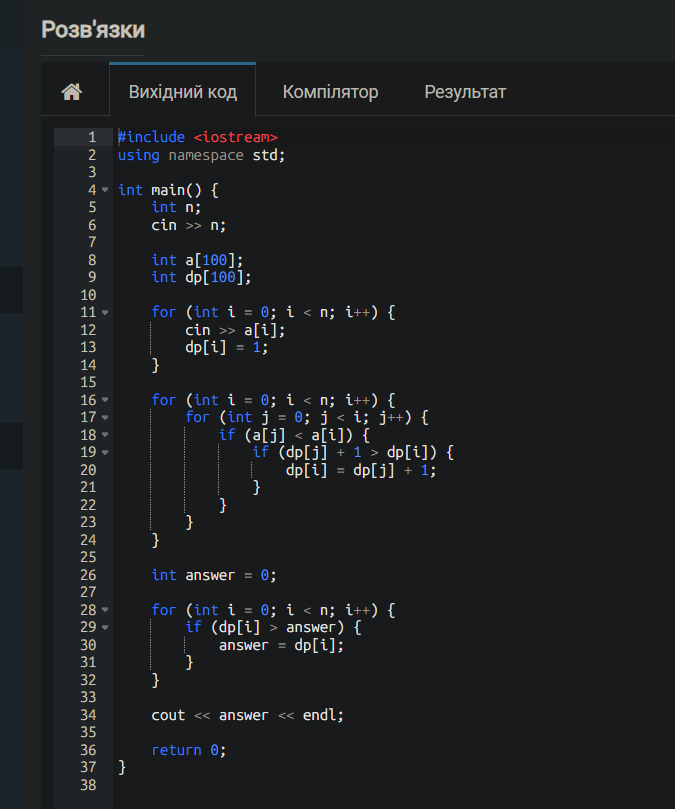 Розв'язки
Вихідний код Компілятор Результат
1 #include <iostream>
2 using namespace std;
3
4 int main() {
5     int n;
6     cin >> n;
7
8     int a[100];
9     int dp[100];
10
11     for (int i = 0; i < n; i++) {
12         cin >> a[i];
13         dp[i] = 1;
14     }
15
16     for (int i = 0; i < n; i++) {
17         for (int j = 0; j < i; j++) {
18             if (a[j] < a[i]) {
19                 if (dp[j] + 1 > dp[i]) {
20                     dp[i] = dp[j] + 1;
21                 }
22             }
23         }
24     }
25
26     int answer = 0;
27
28     for (int i = 0; i < n; i++) {
29         if (dp[i] > answer) {
30             answer = dp[i];
31         }
32     }
33
34     cout << answer << endl;
35
36     return 0;
37 }
38